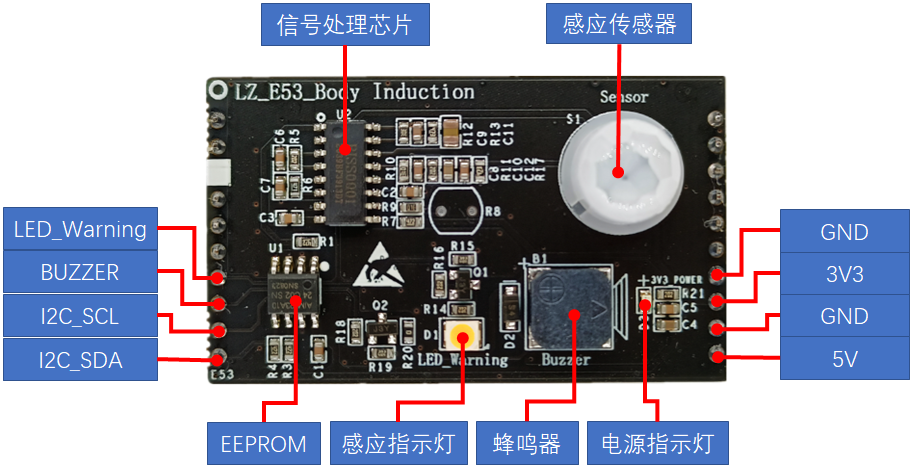 信号处理芯片
感应传感器
LZ_E53_Body Induction
Sensor
U2
S1
C6
R5
R12
C9
R13
C11
C7
R6
R10
C8
R11
C10
C12
R17
C2
R9
R7
R8
C3
LED_Warning
GND
R1
U1
BUZZER
3V3
R15
R16
Q1
B1
3V3 POWER
R21
C5
C4
I2C_SCL
GND
R14
Q2
R18
R20
R19
D1
D2
I2C_SDA
5V
E53
R4
R3
C1
LED_Warning
Buzzer
EEPROM
感应指示灯
蜂鸣器
电源指示灯